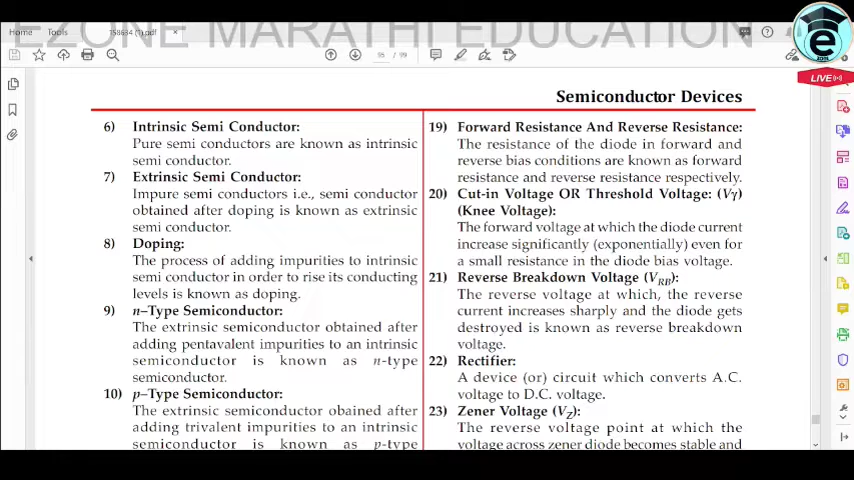 EZONE MARATHI EDUCATION
Home Tools 158634 (1).pdf ×
95 / 99
LIVE
Semiconductor Devices
6) Intrinsic Semi Conductor:
Pure semi conductors are known as intrinsic
semi conductor.
7) Extrinsic Semi Conductor:
Impure semi conductors i.e., semi conductor
obtained after doping is known as extrinsic
semi conductor.
8) Doping:
The process of adding impurities to intrinsic
semi conductor in order to rise its conducting
levels is known as doping.
9) n-Type Semiconductor:
The extrinsic semiconductor obtained after
adding pentavalent impurities to an intrinsic
semiconductor is known as n-type
semiconductor.
10) p-Type Semiconductor:
The extrinsic semiconductor obained after
adding trivalent impurities to an intrinsic
semiconductor is known as p-type
19) Forward Resistance And Reverse Resistance:
The resistance of the diode in forward and
reverse bias conditions are known as forward
resistance and reverse resistance respectively.
20) Cut-in Voltage OR Threshold Voltage: (Vγ)
(Knee Voltage):
The forward voltage at which the diode current
increase significantly (exponentially) even for
a small resistance in the diode bias voltage.
21) Reverse Breakdown Voltage (VRB):
The reverse voltage at which, the reverse
current increases sharply and the diode gets
destroyed is known as reverse breakdown
voltage.
22) Rectifier:
A device (or) circuit which converts A.C.
voltage to D.C. voltage.
23) Zener Voltage (VZ):
The reverse voltage point at which the
voltage across zener diode becomes stable and